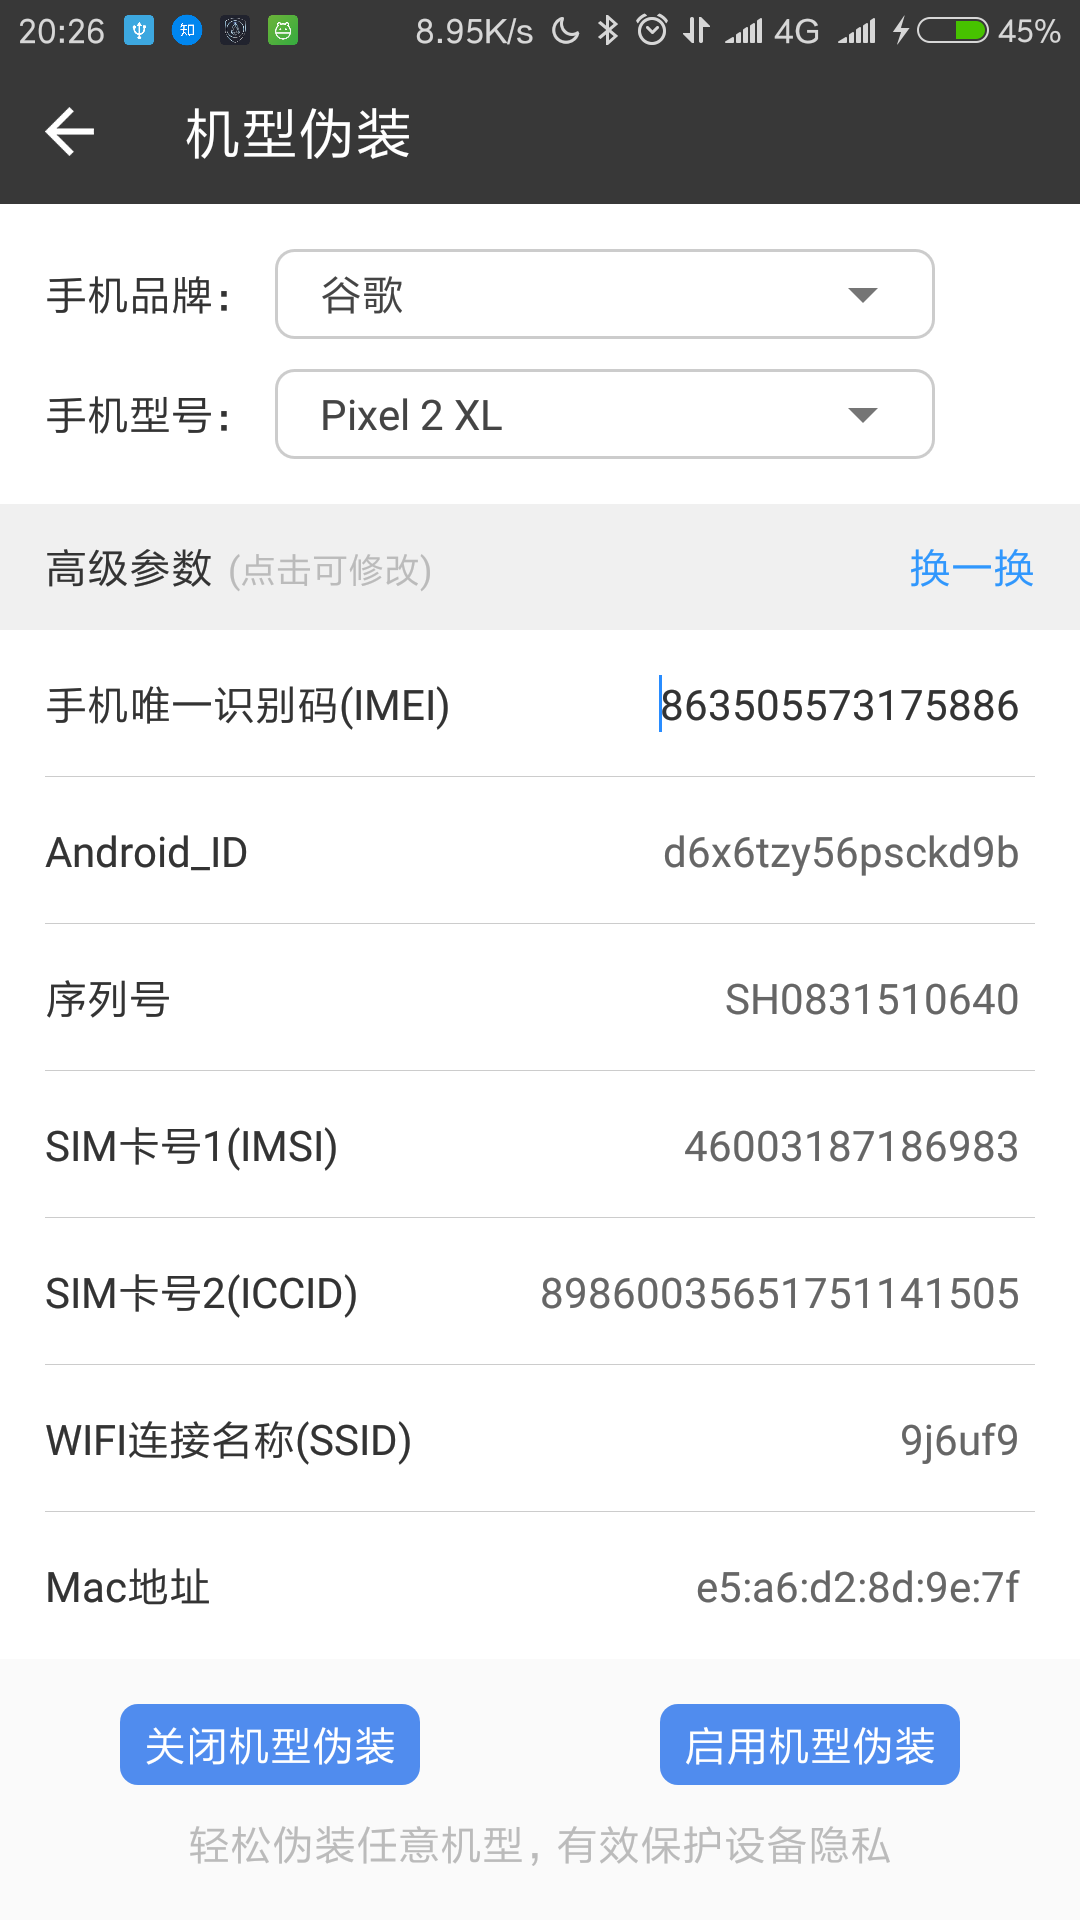 20:26 知 8.95K/s 4G 45%
机型伪装
手机品牌： 谷歌
手机型号： Pixel 2 XL
高级参数 (点击可修改) 换一换
手机唯一识别码(IMEI) 863505573175886
Android_ID d6x6tzy56psckd9b
序列号 SH0831510640
SIM卡号1(IMSI) 46003187186983
SIM卡号2(ICCID) 89860035651751141505
WIFI连接名称(SSID) 9j6uf9
Mac地址 e5:a6:d2:8d:9e:7f
关闭机型伪装 启用机型伪装
轻松伪装任意机型，有效保护设备隐私